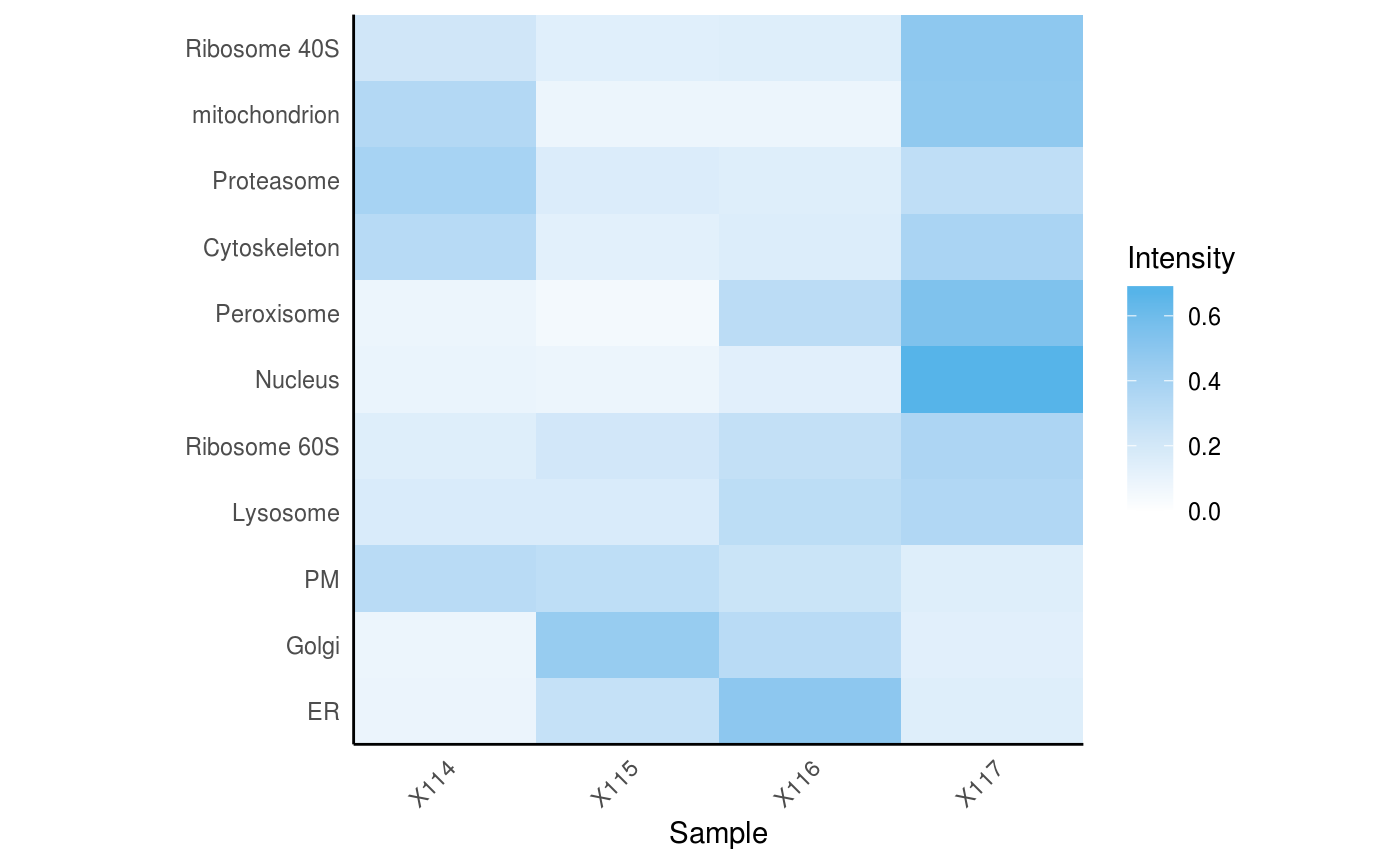 Ribosome 40S
mitochondrion
Proteasome
Cytoskeleton
Peroxisome
Nucleus
Ribosome 60S
Lysosome
PM
Golgi
ER
X114
X115
X116
X117
Sample
Intensity
0.6
0.4
0.2
0.0